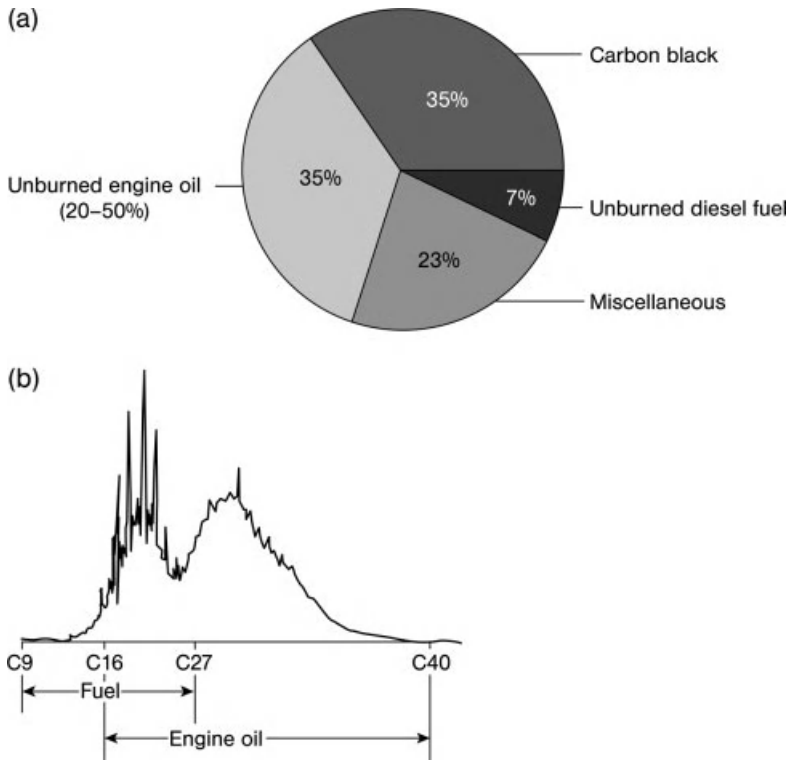 (a)
Carbon black
35%
35%
Unburned engine oil
(20–50%)
7%
Unburned diesel fuel
23%
Miscellaneous
(b)
C9
C16
C27
C40
Fuel
Engine oil